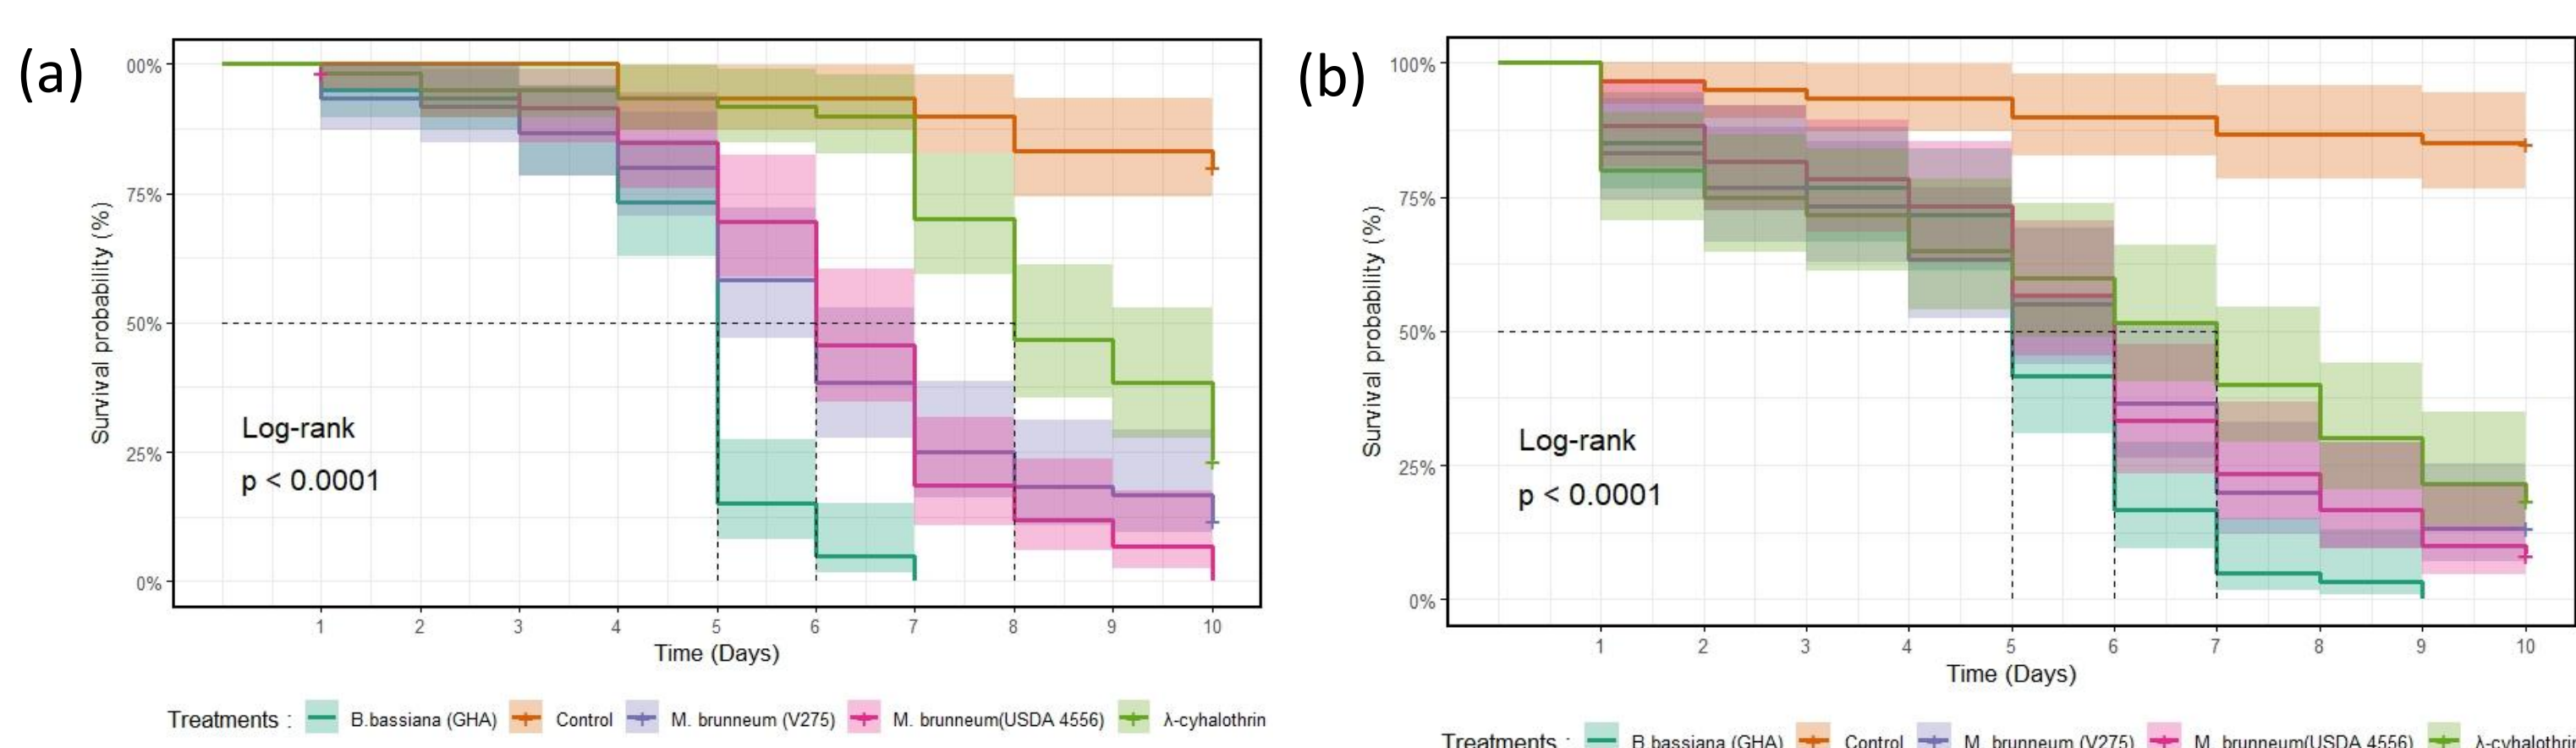 (a)
00%
75%
50%
25%
0%
Survival probability (%)
Log-rank
p < 0.0001
1 2 3 4 5 6 7 8 9 10
Time (Days)
Treatments : B.bassiana (GHA) Control M. brunneum (V275) M. brunneum(USDA 4556) λ-cyhalothrin
(b)
100%
75%
50%
25%
0%
Survival probability (%)
Log-rank
p < 0.0001
1 2 3 4 5 6 7 8 9 10
Time (Days)
Treatments : B.bassiana (GHA) Control M. brunneum (V275) M. brunneum(USDA 4556) λ-cyhalothrin